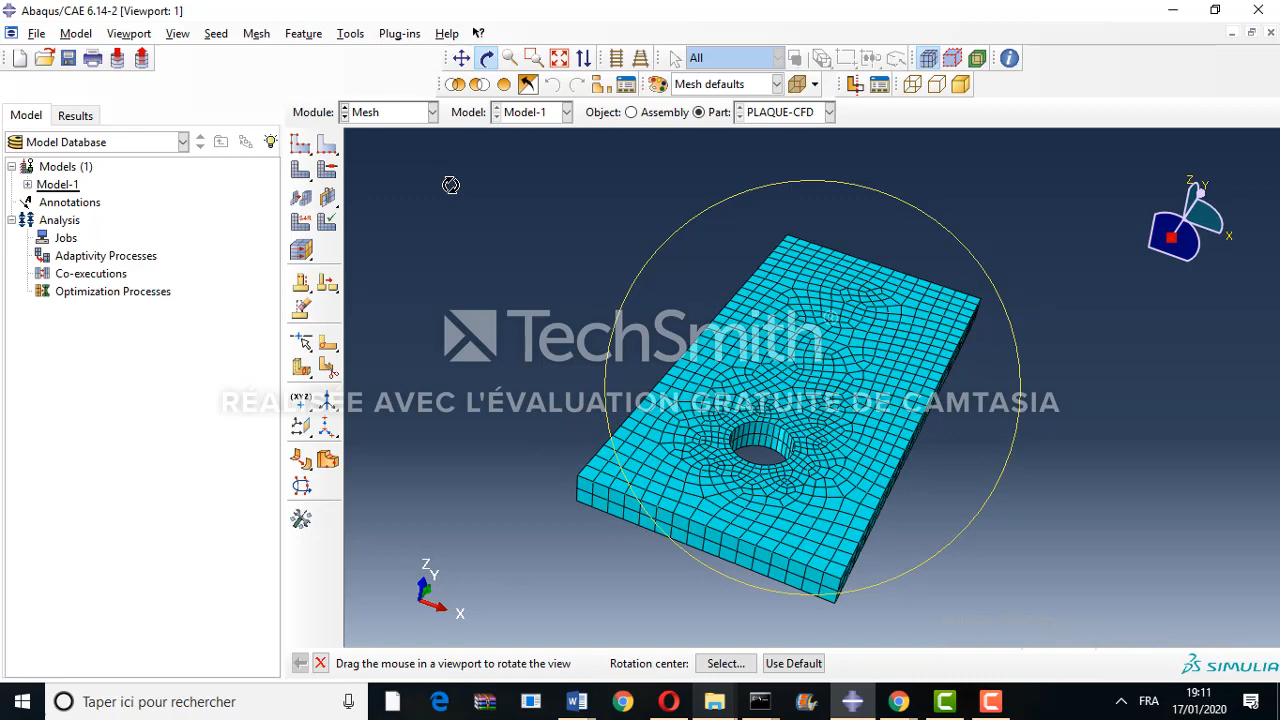 Abaqus/CAE 6.14-2 [Viewport: 1]
File Model Viewport View Seed Mesh Feature Tools Plug-ins Help
All
Mesh defaults
Model Results
Module: Mesh Model: Model-1 Object: Assembly Part: PLAQUE-CFD
Model Database
Models (1)
Model-1
Annotations
Analysis
Jobs
Adaptivity Processes
Co-executions
Optimization Processes
Z
Y
X
TechSmith
RÉALISÉE AVEC L'ÉVALUATION GRATUITE DE CAMTASIA
(XYZ)
Z
Y
X
Drag the mouse in a viewport to rotate the view Rotation center: Select... Use Default
SIMULIA
Taper ici pour rechercher
FRA
19:11
17/01/2020